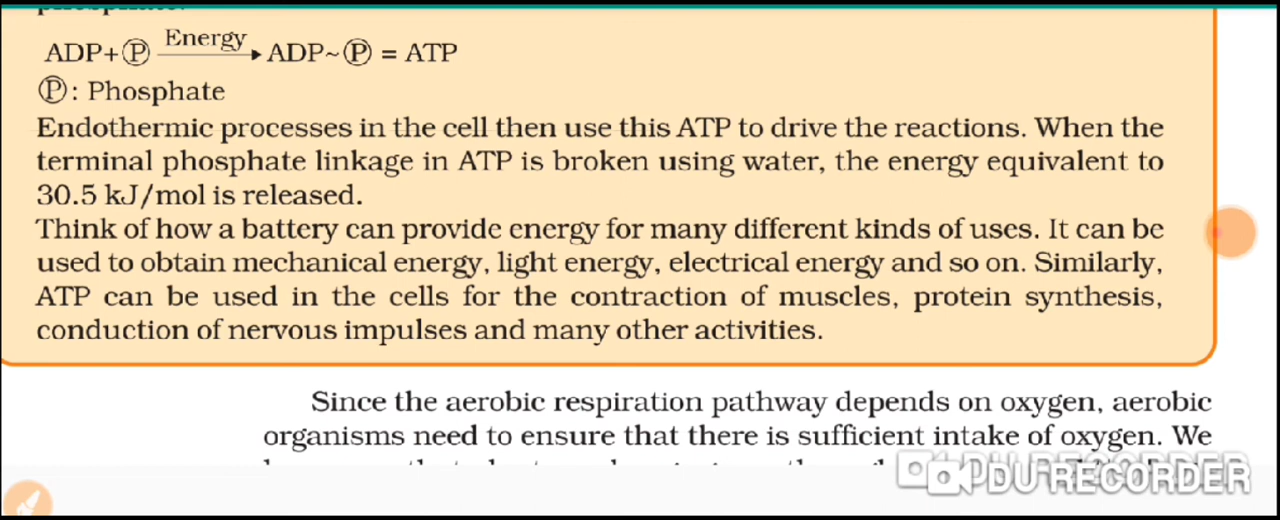 phosphate.
Energy
ADP+Ⓟ → ADP~Ⓟ = ATP
Ⓟ: Phosphate
Endothermic processes in the cell then use this ATP to drive the reactions. When the
terminal phosphate linkage in ATP is broken using water, the energy equivalent to
30.5 kJ/mol is released.
Think of how a battery can provide energy for many different kinds of uses. It can be
used to obtain mechanical energy, light energy, electrical energy and so on. Similarly,
ATP can be used in the cells for the contraction of muscles, protein synthesis,
conduction of nervous impulses and many other activities.
Since the aerobic respiration pathway depends on oxygen, aerobic
organisms need to ensure that there is sufficient intake of oxygen. We
DU RECORDER